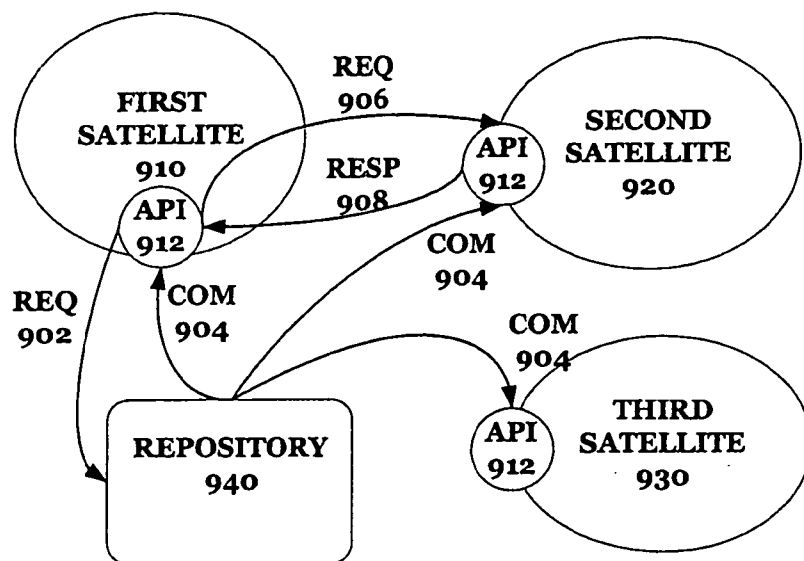 FIRST
SATELLITE
910
API
912
REQ
906
RESP
908
API
912
SECOND
SATELLITE
920
REQ
902
COM
904
COM
904
COM
904
REPOSITORY
940
API
912
THIRD
SATELLITE
930